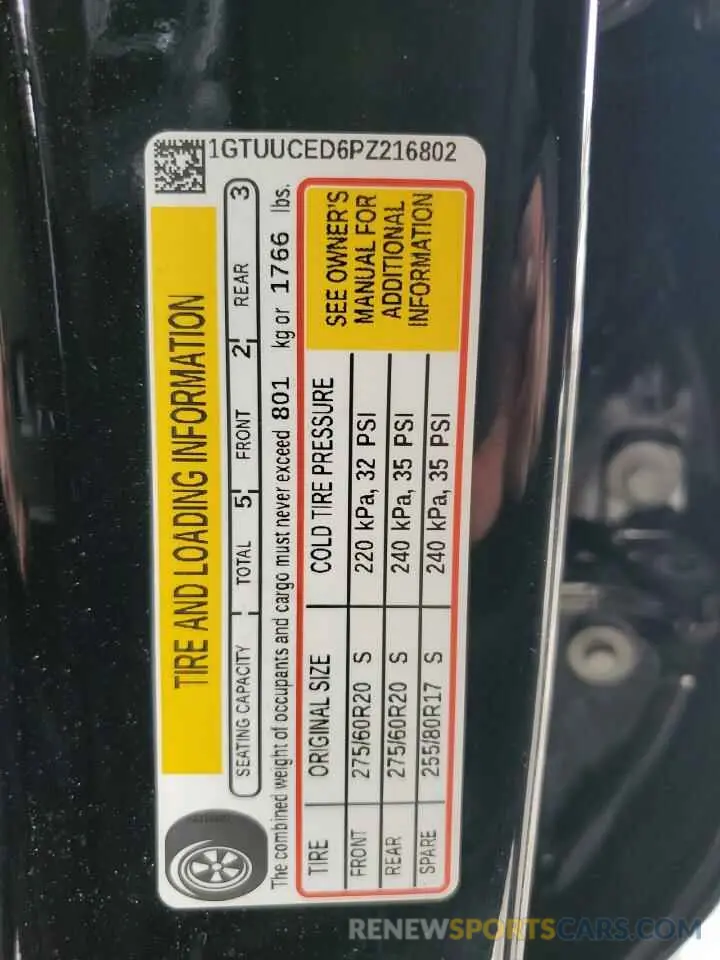 1GTUUCED6PZ216802
TIRE AND LOADING INFORMATION
SEATING CAPACITY TOTAL 5 FRONT 2 REAR 3
The combined weight of occupants and cargo must never exceed 801 kg or 1766 lbs.
TIRE ORIGINAL SIZE COLD TIRE PRESSURE
FRONT 275/60R20 S 220 kPa, 32 PSI
REAR 275/60R20 S 240 kPa, 35 PSI
SPARE 255/80R17 S 240 kPa, 35 PSI
SEE OWNER'S
MANUAL FOR
ADDITIONAL
INFORMATION
RENEWSPORTSCARS.COM